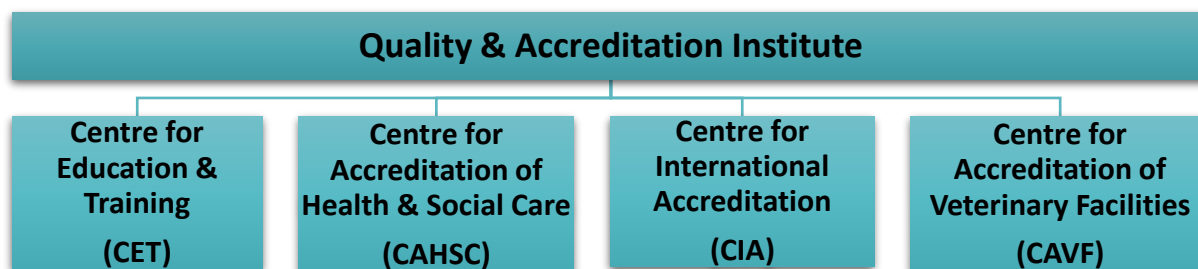 Quality & Accreditation Institute
Centre for
Education &
Training
(CET)
Centre for
Accreditation of
Health & Social Care
(CAHSC)
Centre for
International
Accreditation
(CIA)
Centre for
Accreditation of
Veterinary Facilities
(CAVF)